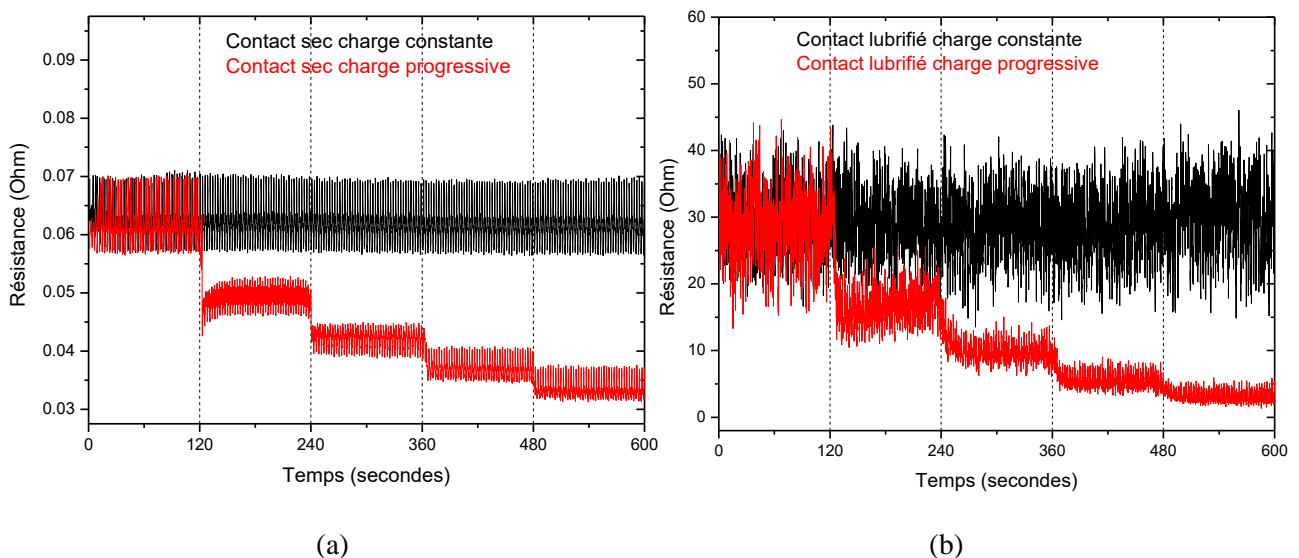 Contact sec charge constante
Contact sec charge progressive
0.09
0.08
0.07
0.06
0.05
0.04
0.03
Résistance (Ohm)
0
120
240
360
480
600
Temps (secondes)
(a)
Contact lubrifié charge constante
Contact lubrifié charge progressive
60
50
40
30
20
10
0
Résistance (Ohm)
0
120
240
360
480
600
Temps (secondes)
(b)